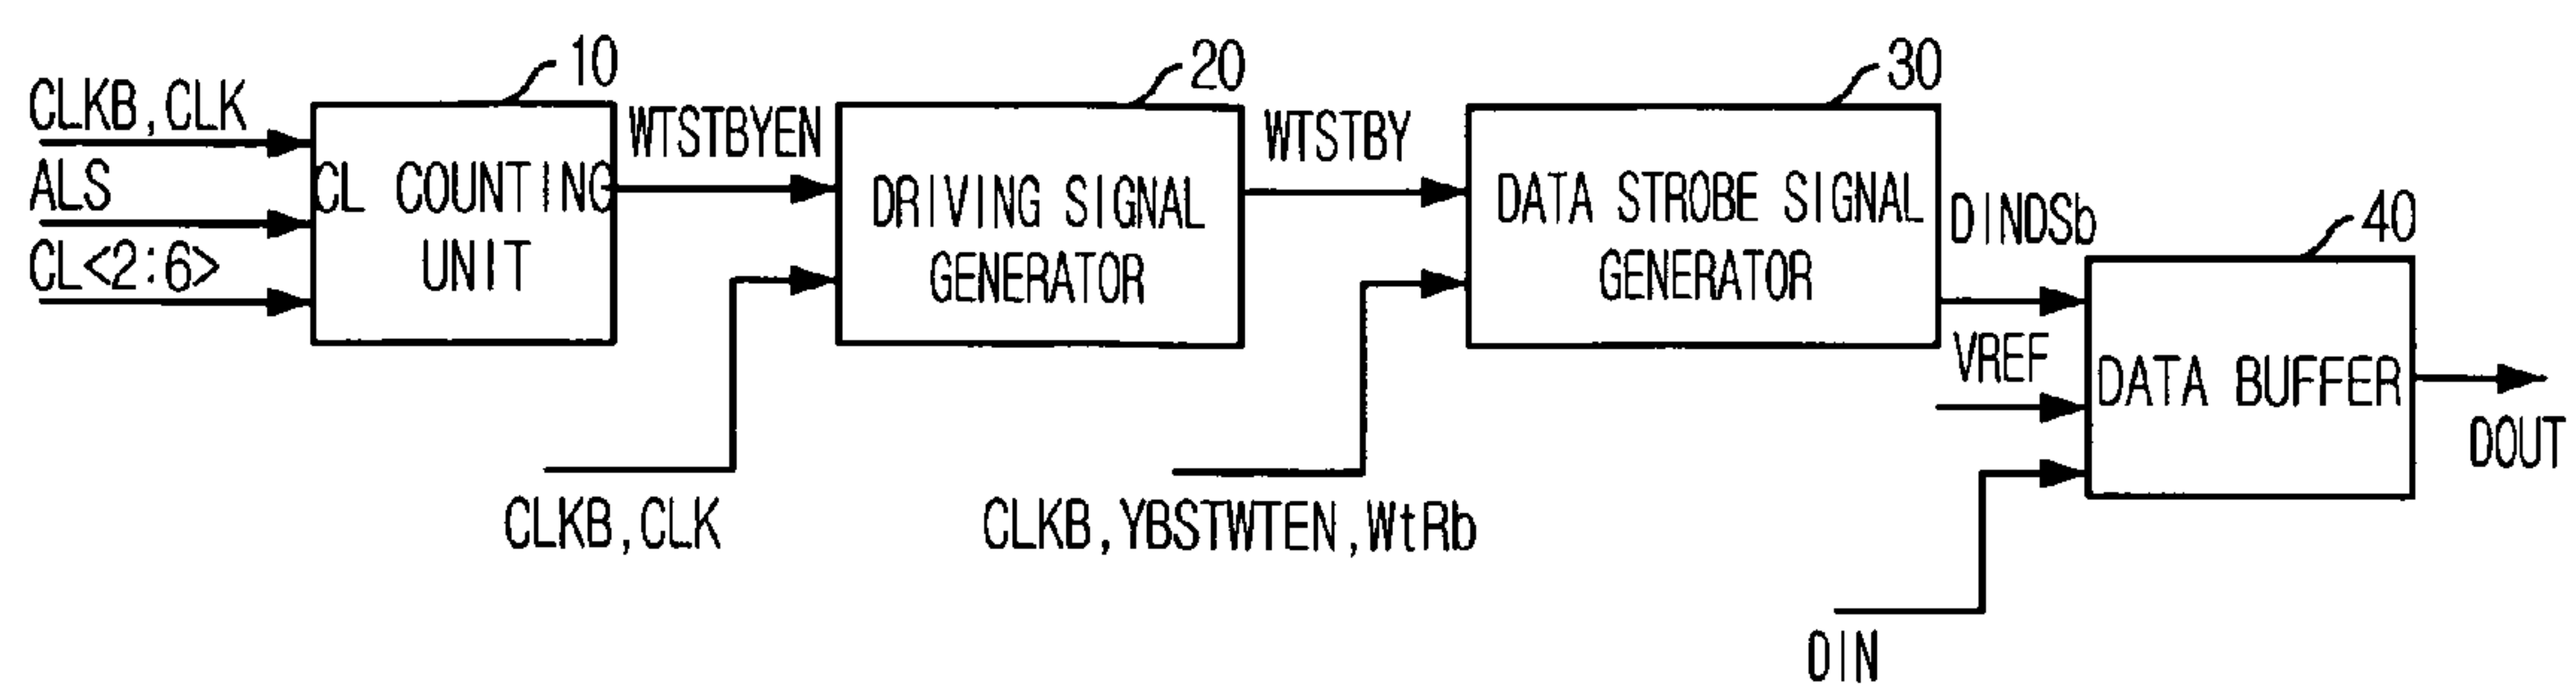 10
20
30
40
CLKB,CLK
ALS
CL<2:6>
CL COUNTING
UNIT
WTSTBYEN
DRIVING SIGNAL
GENERATOR
CLKB,CLK
WTSTBY
DATA STROBE SIGNAL
GENERATOR
CLKB,YBSTWTEN,WtRb
DINDSb
VREF
DATA BUFFER
DOUT
OIN